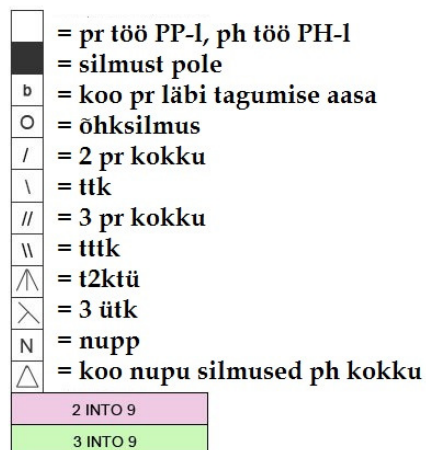 = pr töö PP-l, ph töö PH-l
= silmust pole
b = koo pr läbi tagumise aasa
O = õhksilmus
/ = 2 pr kokku
\ = ttk
// = 3 pr kokku
\\ = tttk
= t2ktü
= 3 ütk
N = nupp
= koo nupu silmused ph kokku
2 INTO 9
3 INTO 9